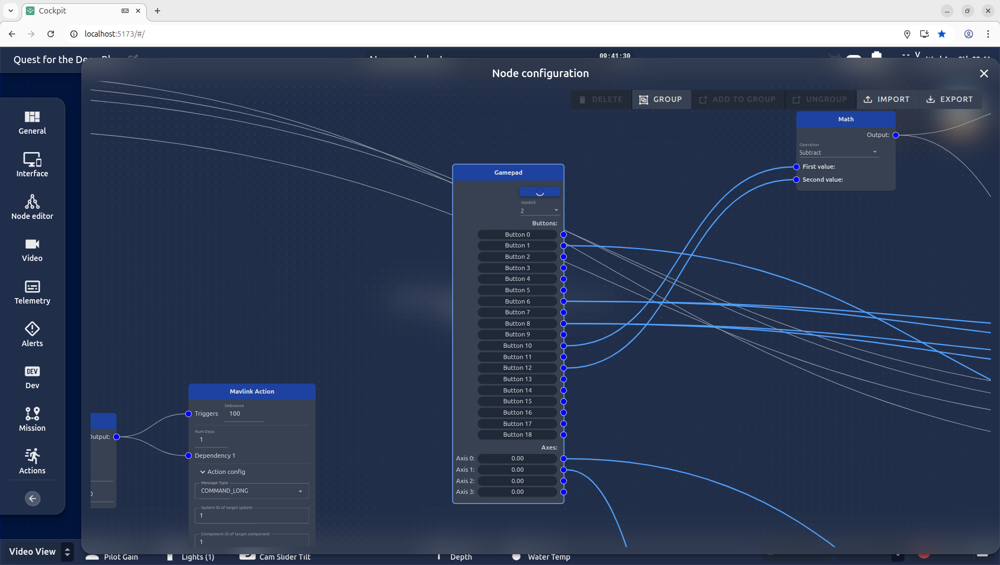 Cockpit
localhost:5173/#/
Quest for the De
09:41:30
-- V
Node configuration
DELETE
GROUP
ADD TO GROUP
UNGROUP
IMPORT
EXPORT
General
Interface
Node editor
Video
Telemetry
Alerts
DEV
Dev
Mission
Actions
Math
Output:
Operation
Subtract
First value:
Second value:
Gamepad
Joystick
2
Buttons:
Button 0
Button 1
Button 2
Button 3
Button 4
Button 5
Button 6
Button 7
Button 8
Button 9
Button 10
Button 11
Button 12
Button 13
Button 14
Button 15
Button 16
Button 17
Button 18
Axes:
Axis 0: 0.00
Axis 1: 0.00
Axis 2: 0.00
Axis 3: 0.00
Output:
0
Mavlink Action
Debounce
Triggers 100
Num Deps
1
Dependency 1
Action config
Message Type
COMMAND_LONG
System ID of target system
1
Component ID of target component
1
Video View
Pilot Gain
Lights (1)
Cam Slider Tilt
Depth
Water Temp